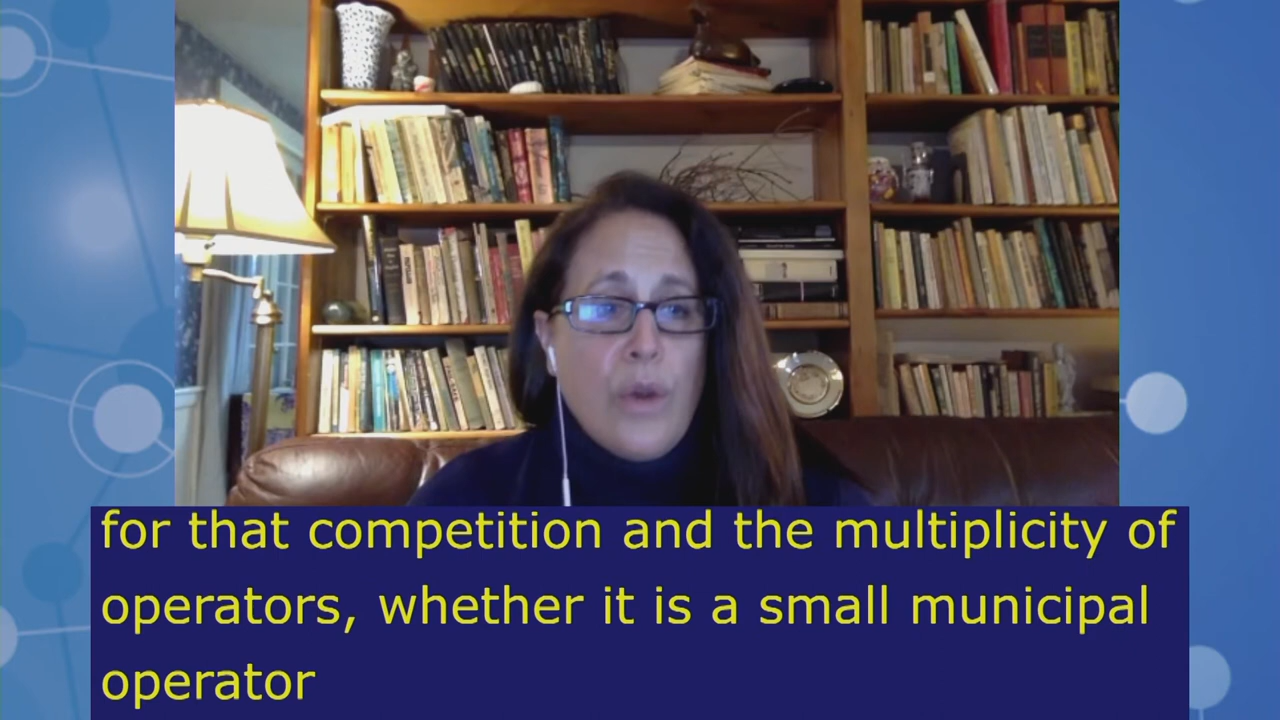 for that competition and the multiplicity of
operators, whether it is a small municipal
operator